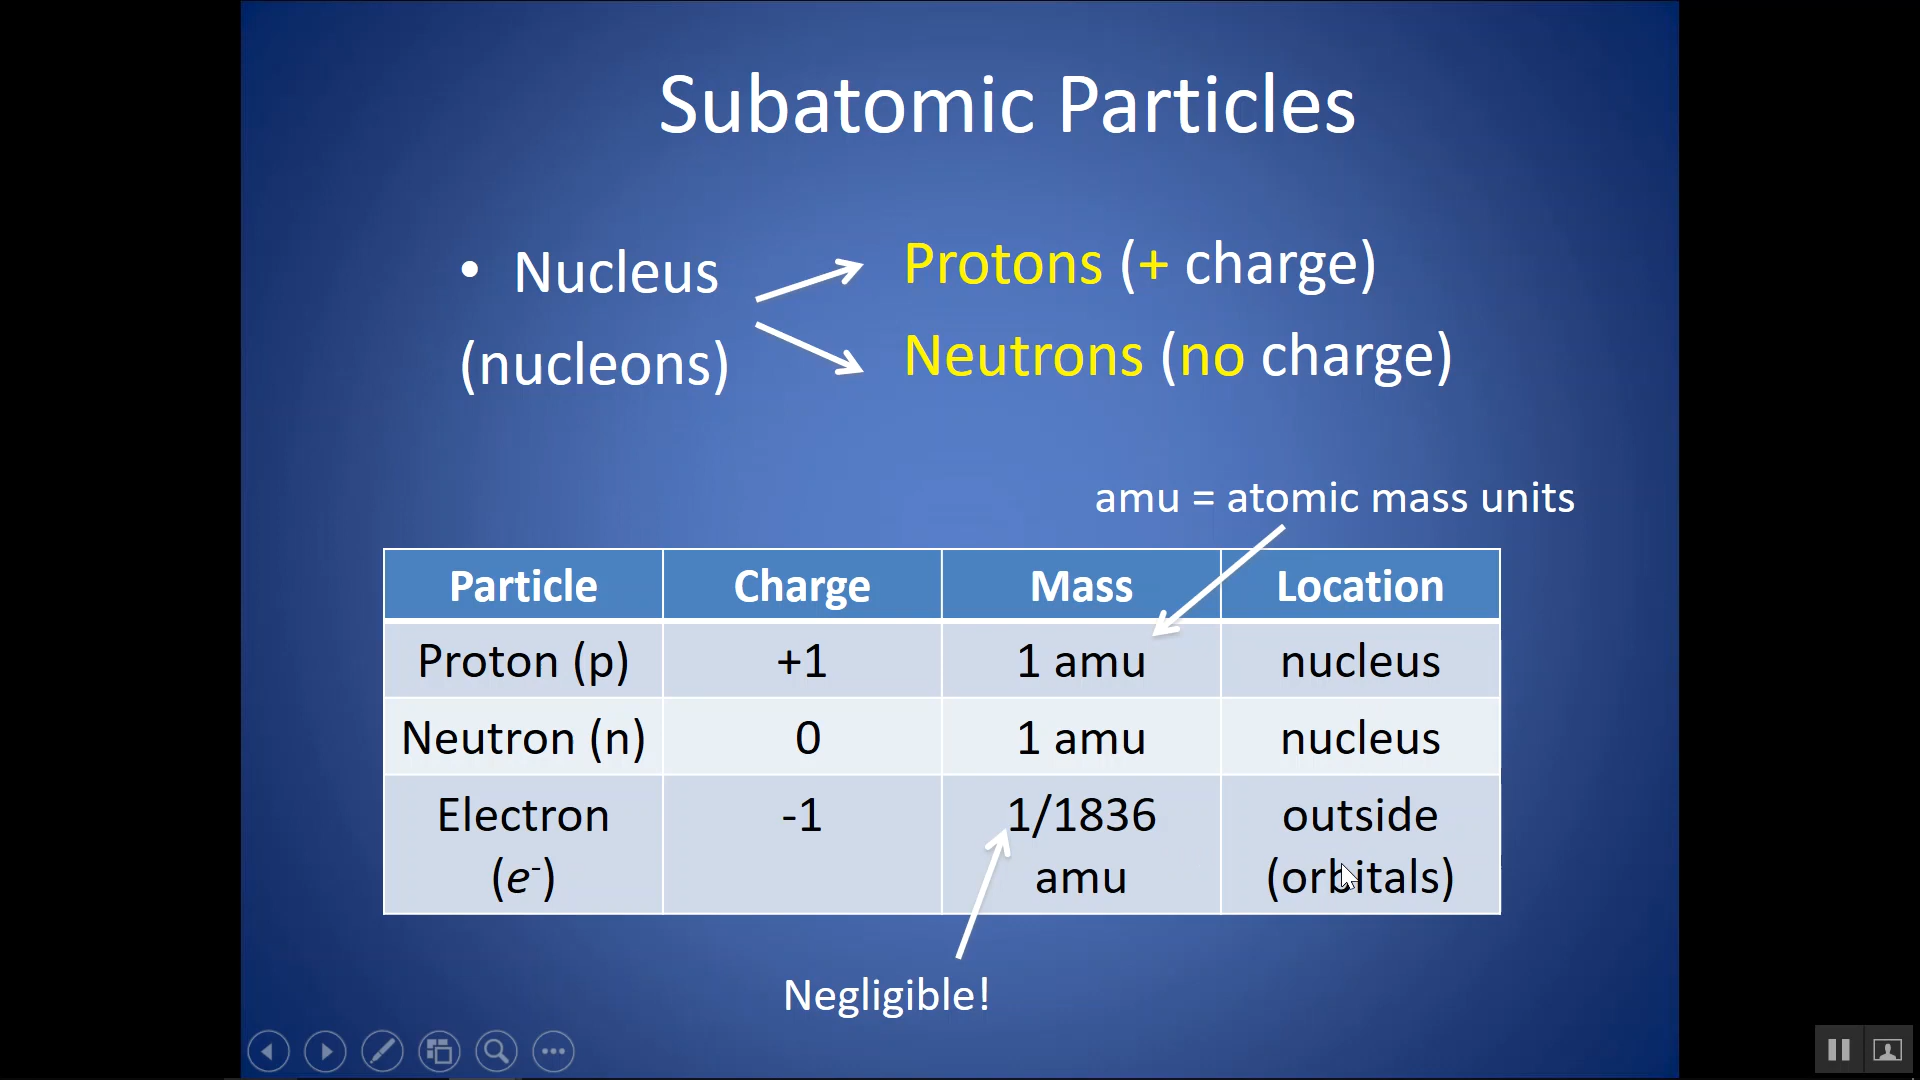 Subatomic Particles
• Nucleus
(nucleons)
Protons (+ charge)
Neutrons (no charge)
amu = atomic mass units
Particle Charge Mass Location
Proton (p) +1 1 amu nucleus
Neutron (n) 0 1 amu nucleus
Electron (e⁻) -1 1/1836 amu outside (orbitals)
Negligible!